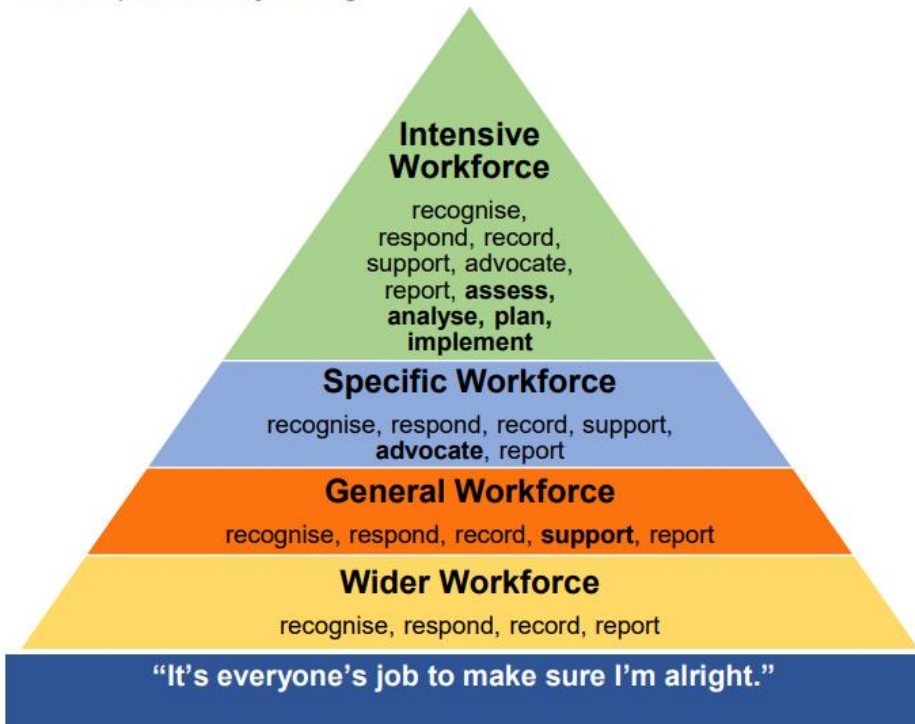 Intensive
Workforce
recognise,
respond, record,
support, advocate,
report, assess,
analyse, plan,
implement
Specific Workforce
recognise, respond, record, support,
advocate, report
General Workforce
recognise, respond, record, support, report
Wider Workforce
recognise, respond, record, report
“It’s everyone’s job to make sure I’m alright.”